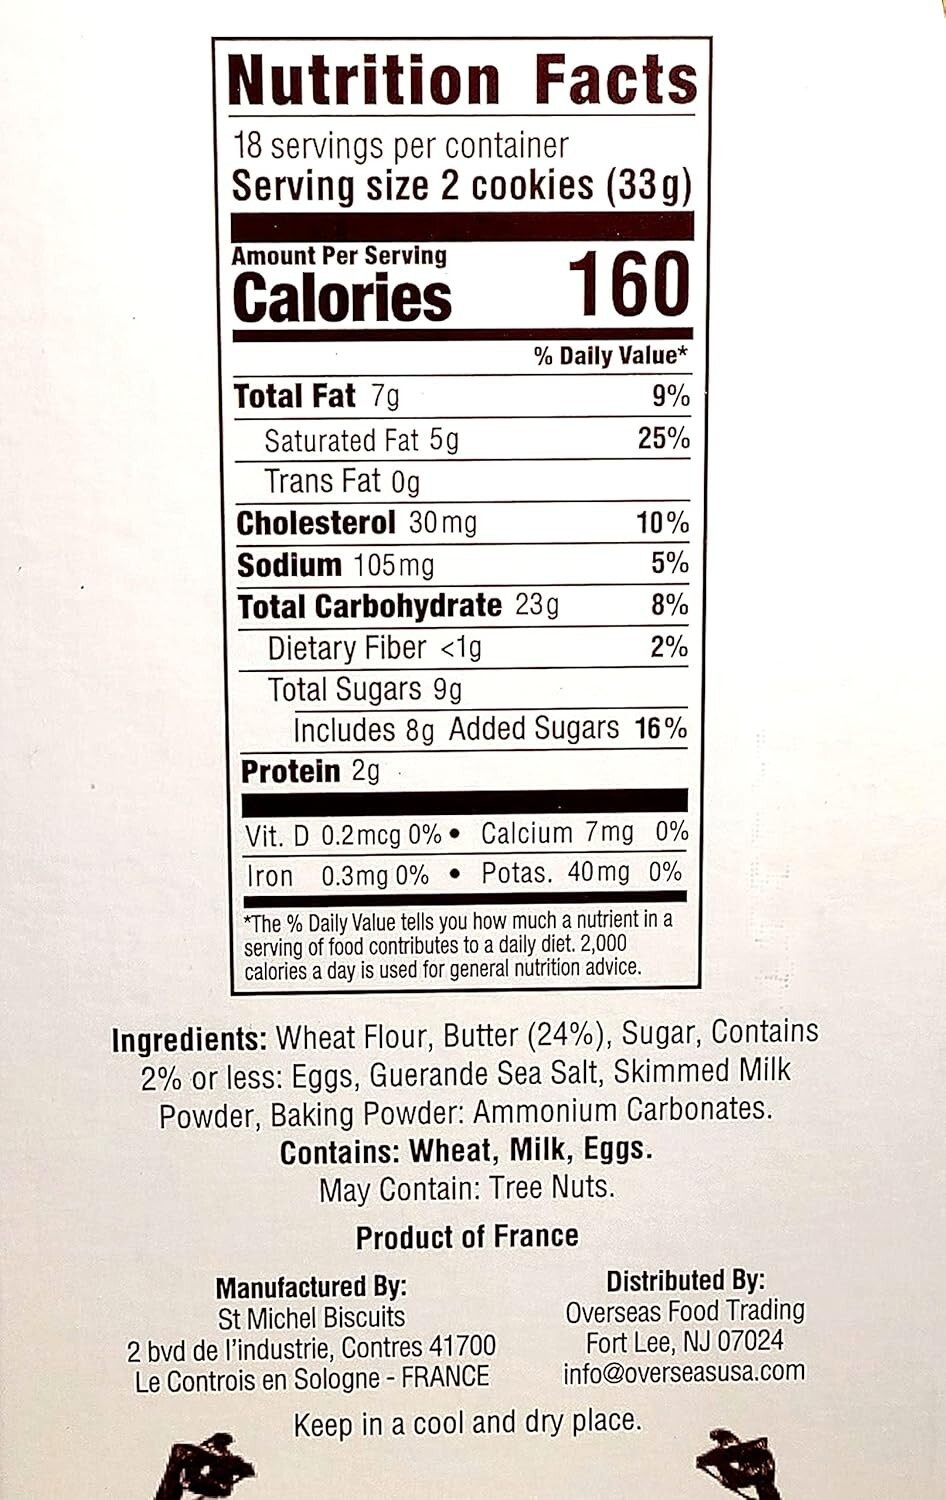 Nutrition Facts
18 servings per container
Serving size 2 cookies (33g)
Amount Per Serving
Calories 160
% Daily Value*
Total Fat 7g 9%
Saturated Fat 5g 25%
Trans Fat 0g
Cholesterol 30mg 10%
Sodium 105mg 5%
Total Carbohydrate 23g 8%
Dietary Fiber <1g 2%
Total Sugars 9g
Includes 8g Added Sugars 16%
Protein 2g
Vit. D 0.2mcg 0% • Calcium 7mg 0%
Iron 0.3mg 0% • Potas. 40mg 0%
*The % Daily Value tells you how much a nutrient in a
serving of food contributes to a daily diet. 2,000
calories a day is used for general nutrition advice.
Ingredients: Wheat Flour, Butter (24%), Sugar, Contains
2% or less: Eggs, Guerande Sea Salt, Skimmed Milk
Powder, Baking Powder: Ammonium Carbonates.
Contains: Wheat, Milk, Eggs.
May Contain: Tree Nuts.
Product of France
Manufactured By:
St Michel Biscuits
2 bvd de l'industrie, Contres 41700
Le Controis en Sologne - FRANCE
Distributed By:
Overseas Food Trading
Fort Lee, NJ 07024
info@overseasusa.com
Keep in a cool and dry place.